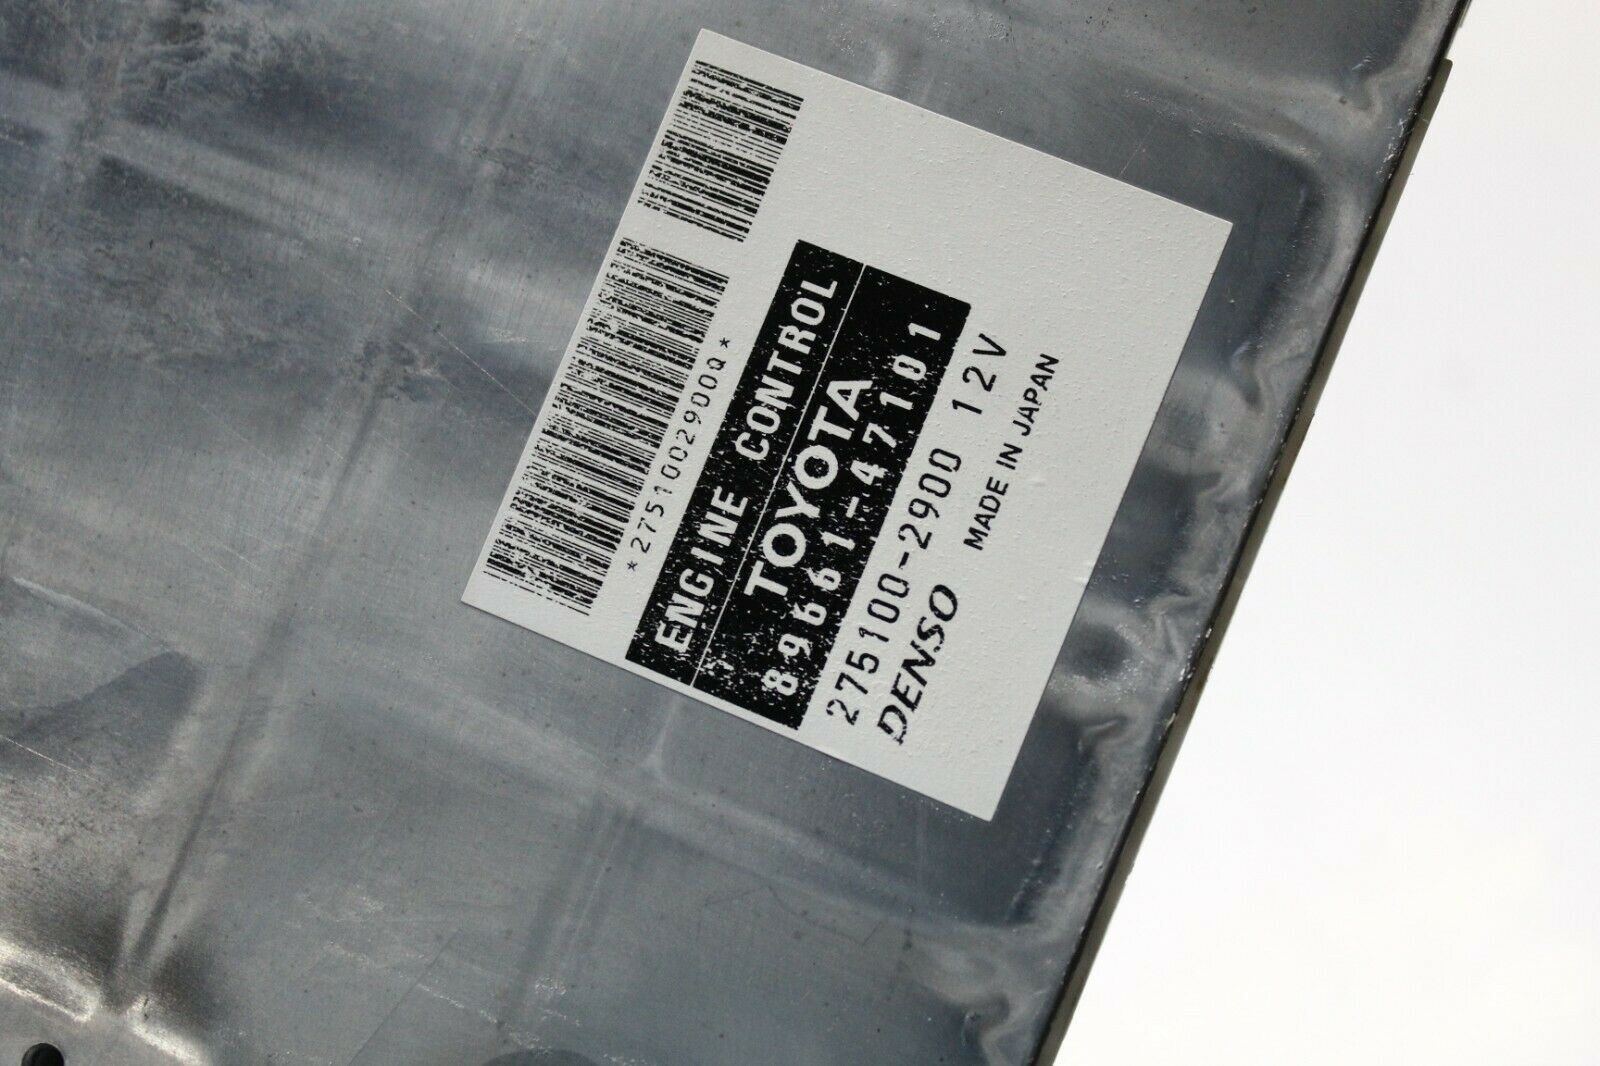 *2751002900Q*
ENGINE CONTROL
TOYOTA
89661-47101
275100-2900 12V
DENSO MADE IN JAPAN